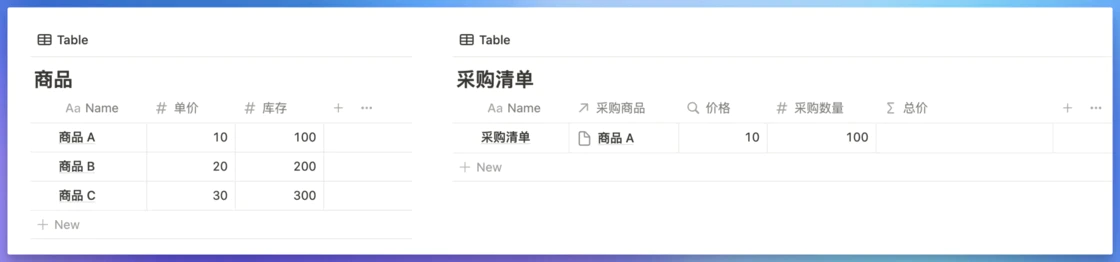 Table
商品
Aa Name # 单价 # 库存 + ...
商品 A 10 100
商品 B 20 200
商品 C 30 300
+ New
Table
采购清单
Aa Name ↗ 采购商品 价格 # 采购数量 Σ 总价 + ...
采购清单 商品 A 10 100
+ New